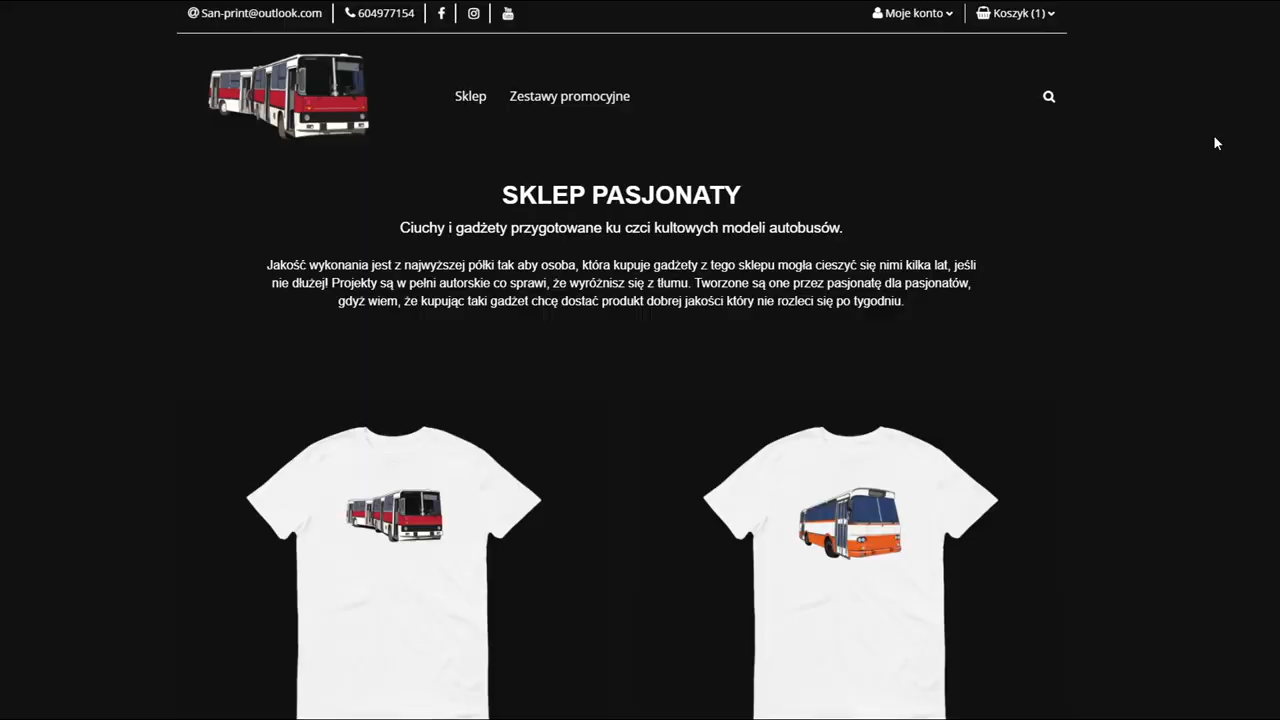 San-print@outlook.com 604977154 Moje konto Koszyk (1)
Sklep Zestawy promocyjne
SKLEP PASJONATY
Ciuchy i gadżety przygotowane ku czci kultowych modeli autobusów.
Jakość wykonania jest z najwyższej półki tak aby osoba, która kupuje gadżety z tego sklepu mogła cieszyć się nimi kilka lat, jeśli
nie dłużej! Projekty są w pełni autorskie co sprawi, że wyróżnisz się z tłumu. Tworzone są one przez pasjonatę dla pasjonatów,
gdyż wiem, że kupując taki gadżet chcę dostać produkt dobrej jakości który nie rozleci się po tygodniu.